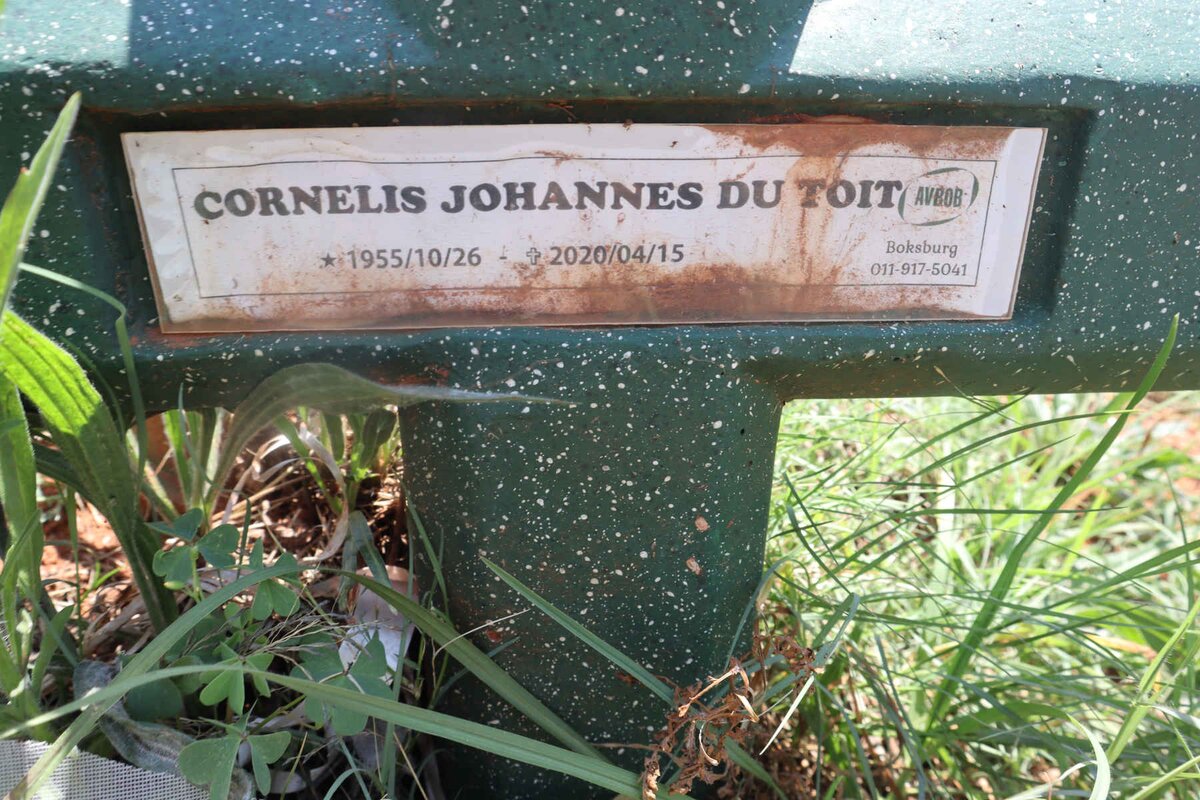 CORNELIS JOHANNES DU TOIT
AVBOB
★ 1955/10/26 - ✞ 2020/04/15
Boksburg
011-917-5041